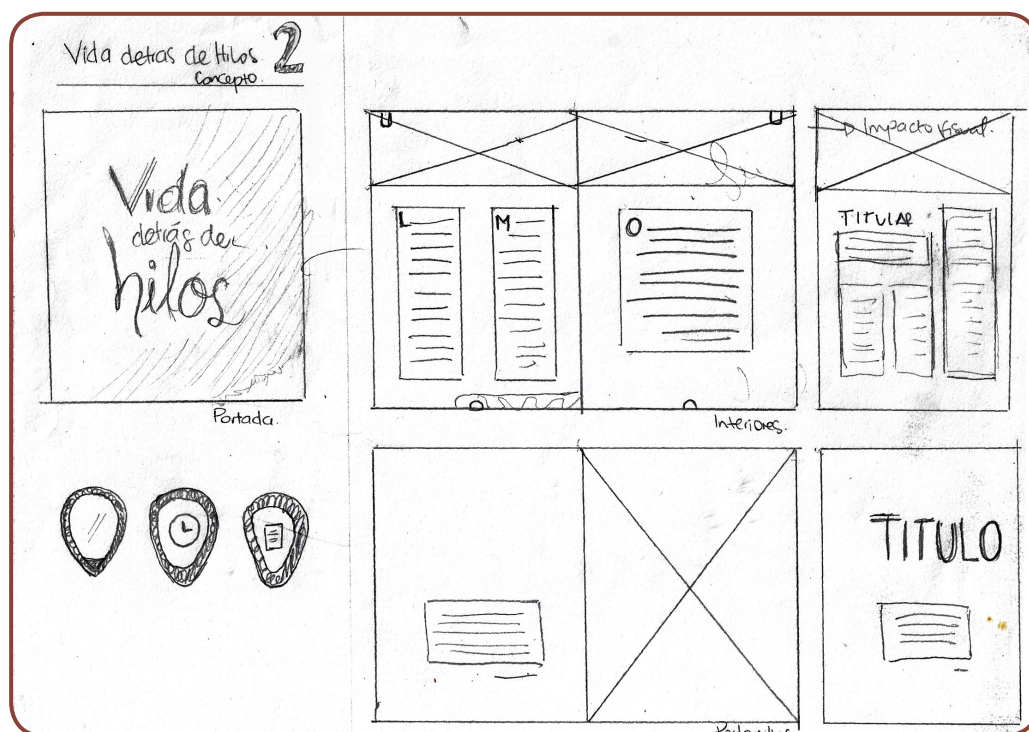 Vida detras de Hilos 2
Concepto.
Vida
detrás de
hilos
Portada.
L
M
O
Interiores.
Impacto visual.
TITULAR
TITULO